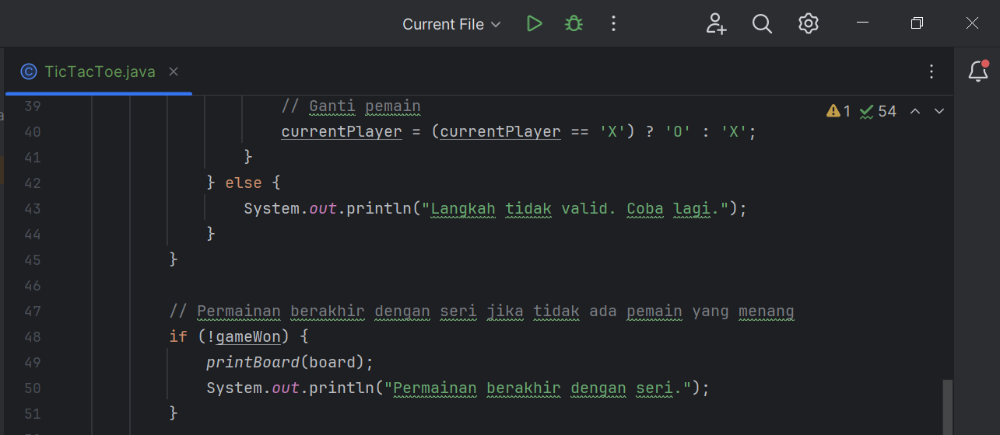 Current File
TicTacToe.java
39 // Ganti pemain
1 54
40 currentPlayer = (currentPlayer == 'X') ? 'O' : 'X';
41 }
42 } else {
43 System.out.println("Langkah tidak valid. Coba lagi.");
44 }
45 }
46
47 // Permainan berakhir dengan seri jika tidak ada pemain yang menang
48 if (!gameWon) {
49 printBoard(board);
50 System.out.println("Permainan berakhir dengan seri.");
51 }